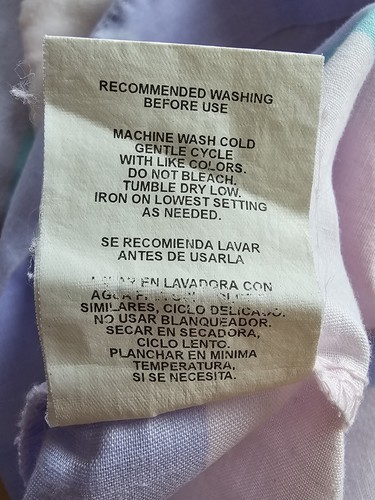 RECOMMENDED WASHING
BEFORE USE
MACHINE WASH COLD
GENTLE CYCLE
WITH LIKE COLORS.
DO NOT BLEACH.
TUMBLE DRY LOW.
IRON ON LOWEST SETTING
AS NEEDED.
SE RECOMIENDA LAVAR
ANTES DE USARLA
EN LAVADORA CON
AGUA
SIMILARES, CICLO DELICADO.
NO USAR BLANQUEADOR.
SECAR EN SECADORA,
CICLO LENTO.
PLANCHAR EN MINIMA
TEMPERATURA,
SI SE NECESITA.